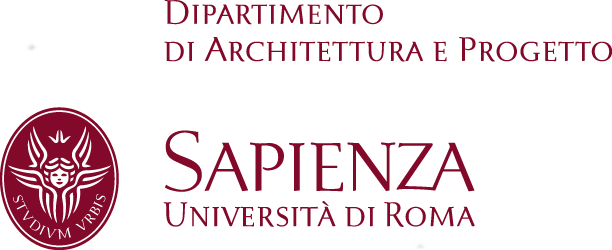 Dipartimento
di Architettura e Progetto
Sapienza
Università di Roma
STVDIVM VRBIS